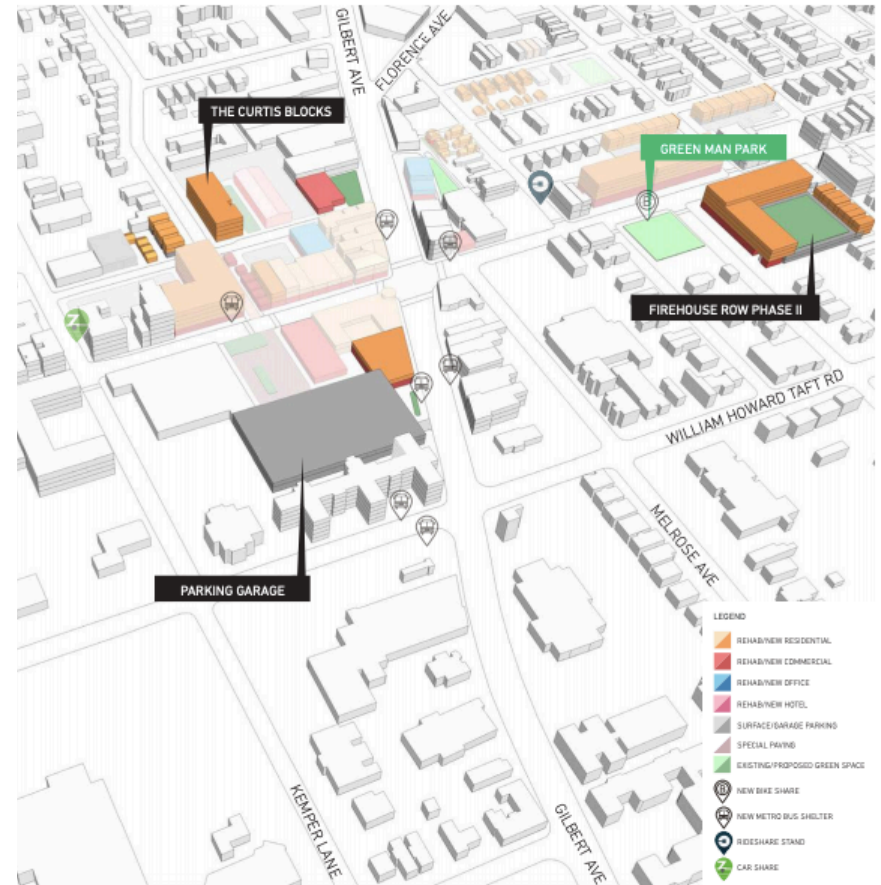 GILBERT AVE
FLORENCE AVE
THE CURTIS BLOCKS
GREEN MAN PARK
B
FIREHOUSE ROW PHASE II
Z
WILLIAM HOWARD TAFT RD
MELROSE AVE
PARKING GARAGE
KEMPER LANE
GILBERT AVE
LEGEND
REHAB/NEW RESIDENTIAL
REHAB/NEW COMMERCIAL
REHAB/NEW OFFICE
REHAB/NEW HOTEL
SURFACE/GARAGE PARKING
SPECIAL PAVING
EXISTING/PROPOSED GREEN SPACE
B NEW BIKE SHARE
NEW METRO BUS SHELTER
RIDESHARE STAND
Z CAR SHARE